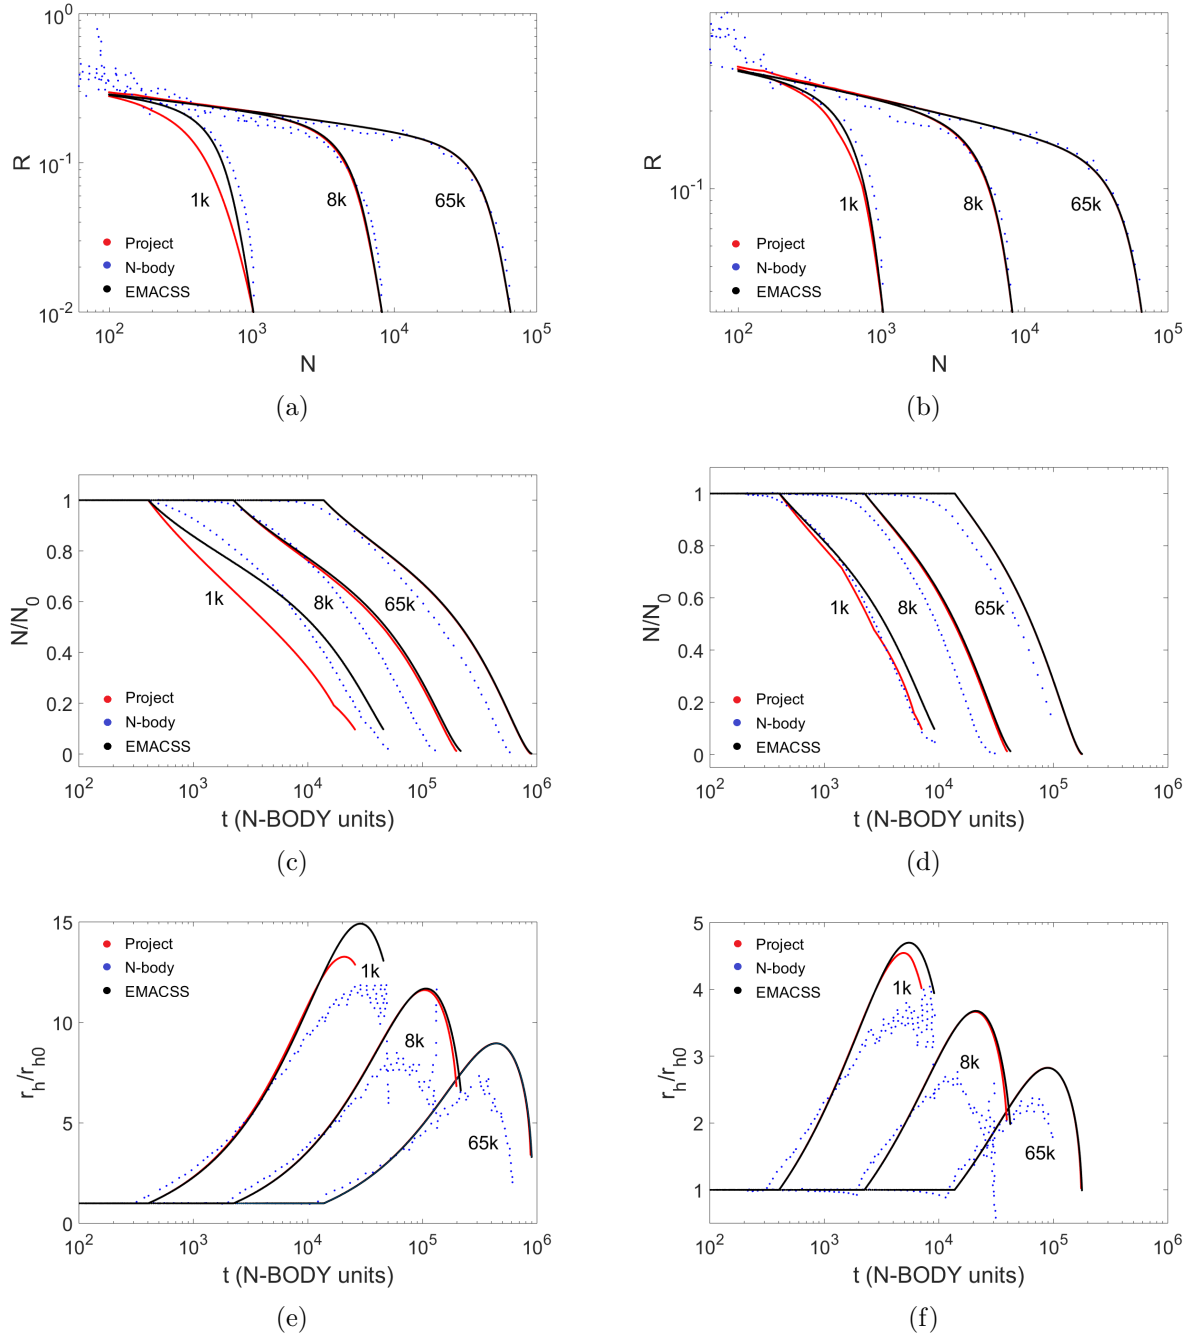 10^0
10^-1
10^-2
R
1k
8k
65k
Project
N-body
EMACSS
10^2
10^3
10^4
10^5
N
(a)
10^-1
R
1k
8k
65k
Project
N-body
EMACSS
10^2
10^3
10^4
10^5
N
(b)
1
0.8
0.6
0.4
0.2
0
N/N_0
1k
8k
65k
Project
N-body
EMACSS
10^2
10^3
10^4
10^5
10^6
t (N-BODY units)
(c)
1
0.8
0.6
0.4
0.2
0
N/N_0
1k
8k
65k
Project
N-body
EMACSS
10^2
10^3
10^4
10^5
10^6
t (N-BODY units)
(d)
15
10
5
0
r_h/r_h0
Project
N-body
EMACSS
1k
8k
65k
10^2
10^3
10^4
10^5
10^6
t (N-BODY units)
(e)
5
4
3
2
1
r_h/r_h0
Project
N-body
EMACSS
1k
8k
65k
10^2
10^3
10^4
10^5
10^6
t (N-BODY units)
(f)